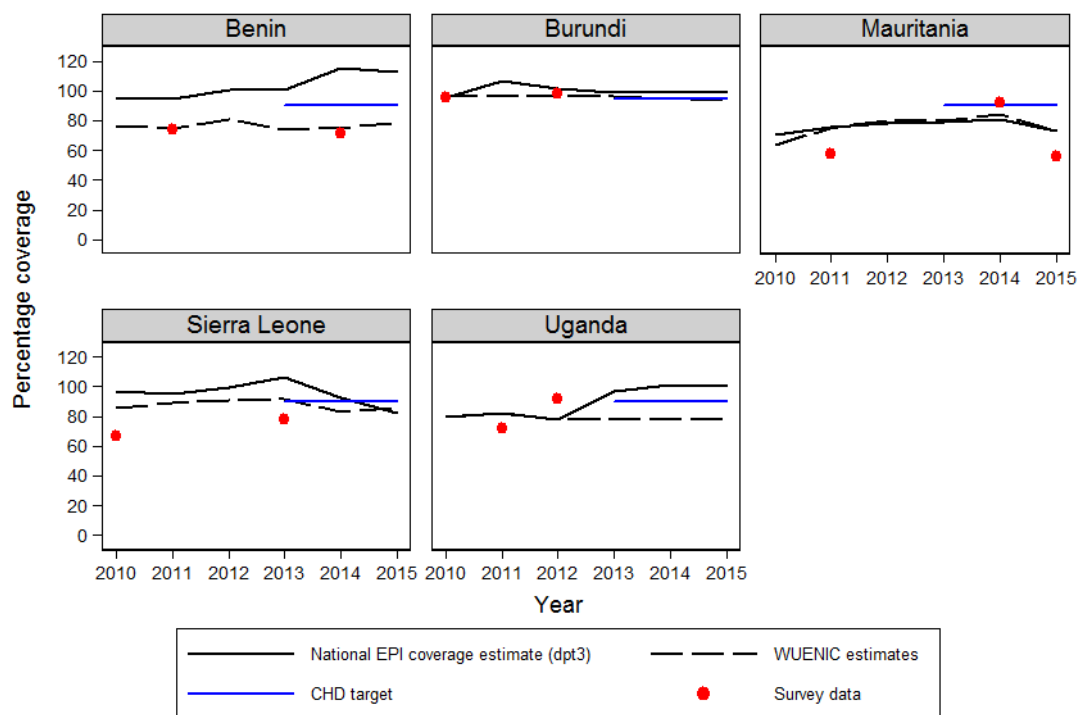 Benin
Burundi
Mauritania
120
100
80
60
40
20
0
2010 2011 2012 2013 2014 2015
Sierra Leone
Uganda
120
100
80
60
40
20
0
2010 2011 2012 2013 2014 2015
2010 2011 2012 2013 2014 2015
Percentage coverage
Year
National EPI coverage estimate (dpt3)
WUENIC estimates
CHD target
Survey data